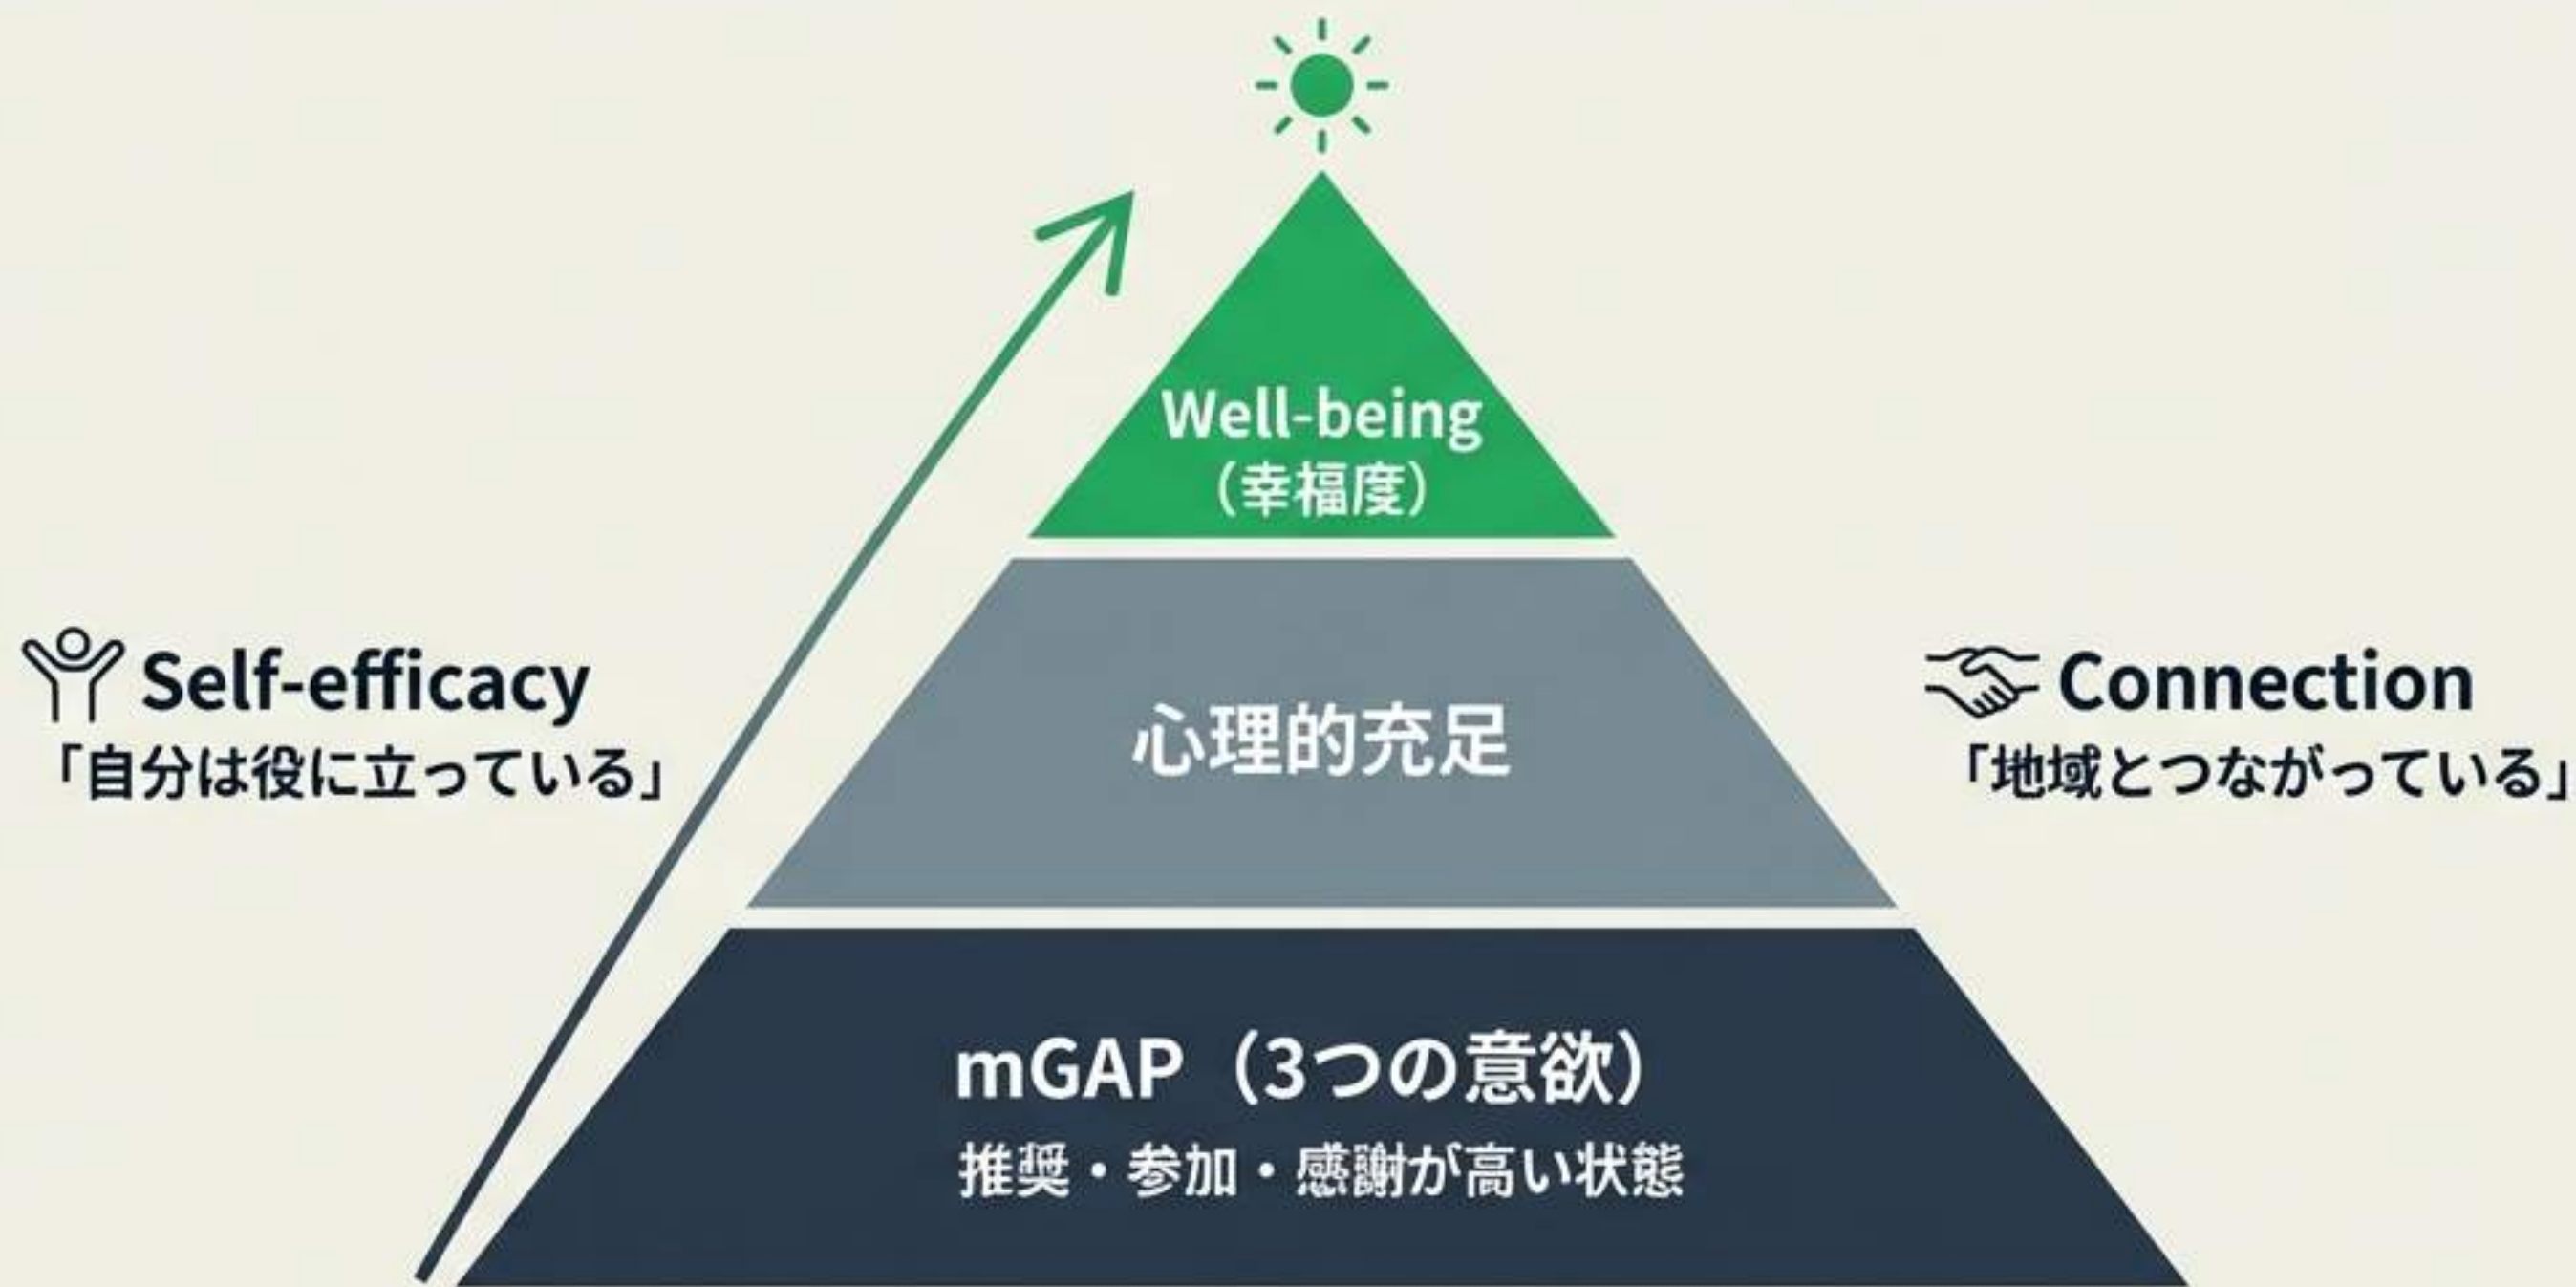 Well-being
（幸福度）
Self-efficacy
「自分は役に立っている」
心理的充足
Connection
「地域とつながっている」
mGAP（3つの意欲）
推奨・参加・感謝が高い状態